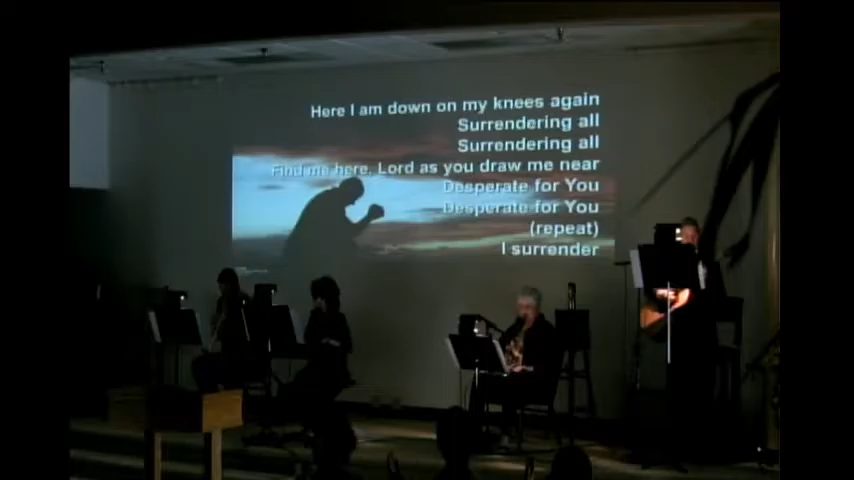 Here I am down on my knees again
Surrendering all
Surrendering all
Find me here, Lord as you draw me near
Desperate for You
Desperate for You
(repeat)
I surrender